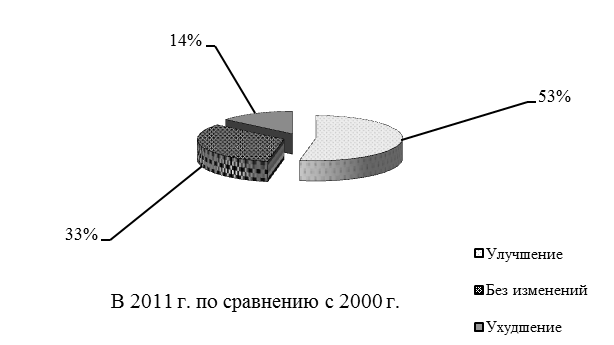 14%
53%
33%
Улучшение
Без изменений
В 2011 г. по сравнению с 2000 г.
Ухудшение